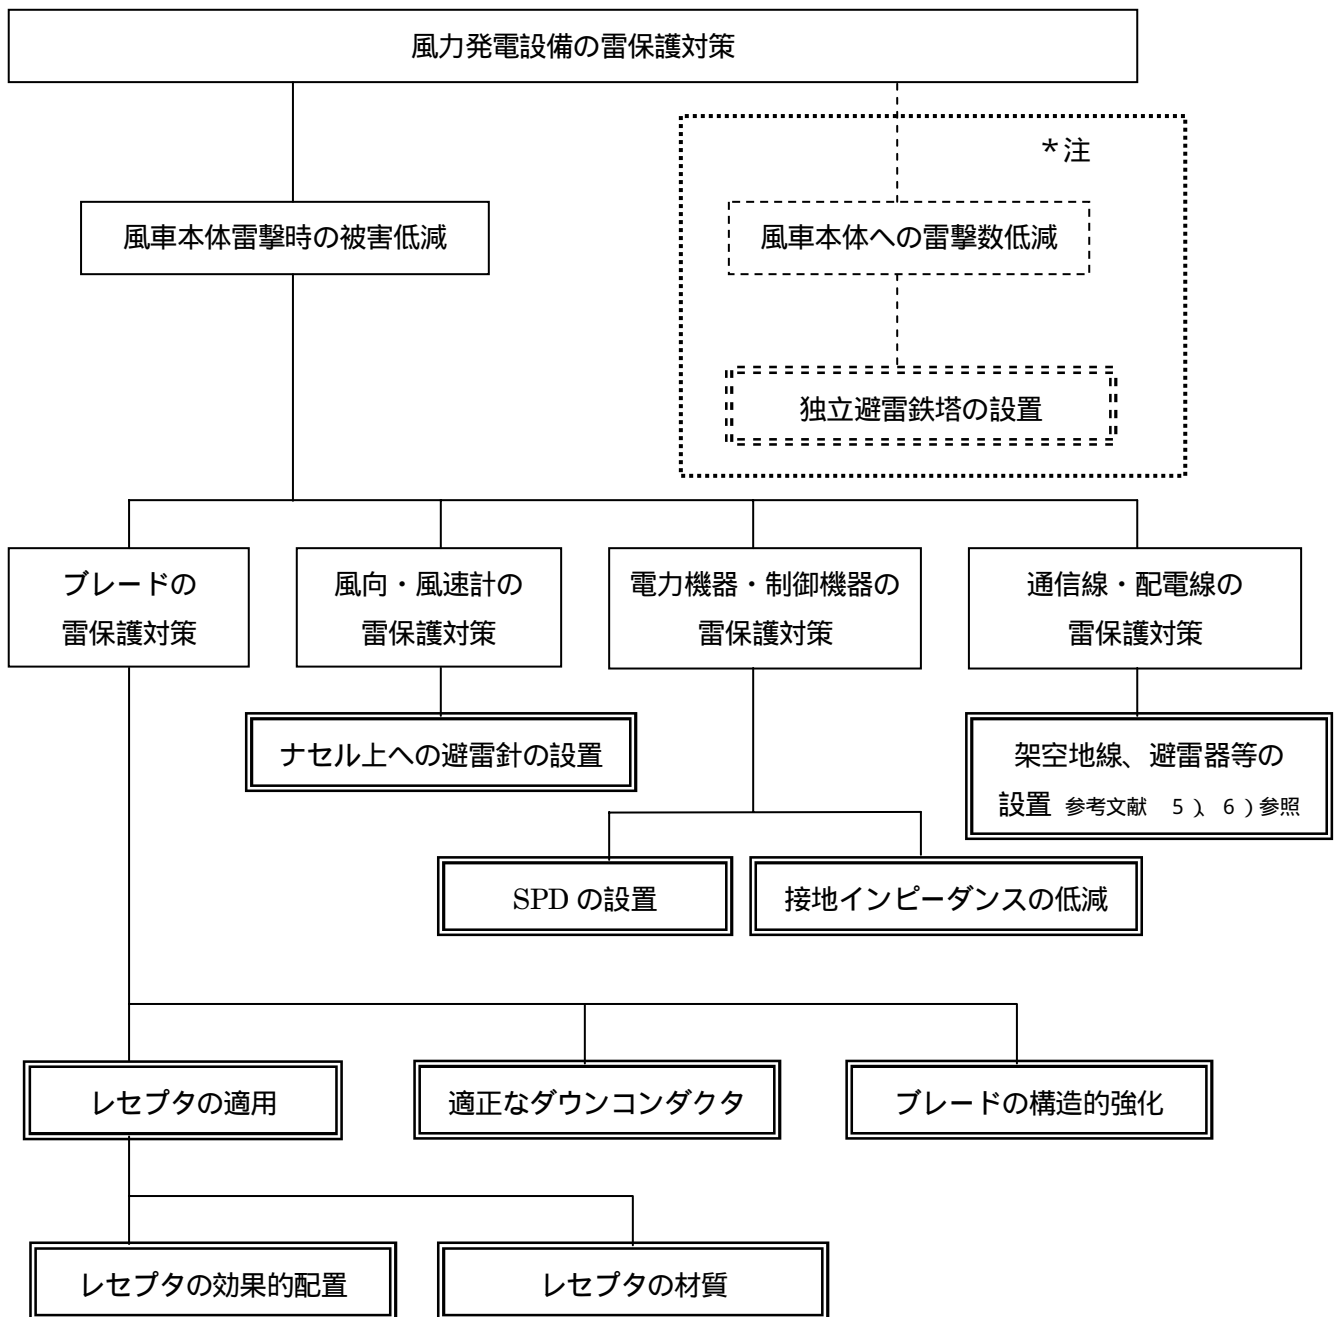 風力発電設備の雷保護対策
*注
風車本体雷撃時の被害低減
風車本体への雷撃数低減
独立避雷鉄塔の設置
ブレードの
雷保護対策
風向・風速計の
雷保護対策
電力機器・制御機器の
雷保護対策
通信線・配電線の
雷保護対策
ナセル上への避雷針の設置
架空地線、避雷器等の
設置 参考文献 5)、6)参照
SPD の設置
接地インピーダンスの低減
レセプタの適用
適正なダウンコンダクタ
ブレードの構造的強化
レセプタの効果的配置
レセプタの材質